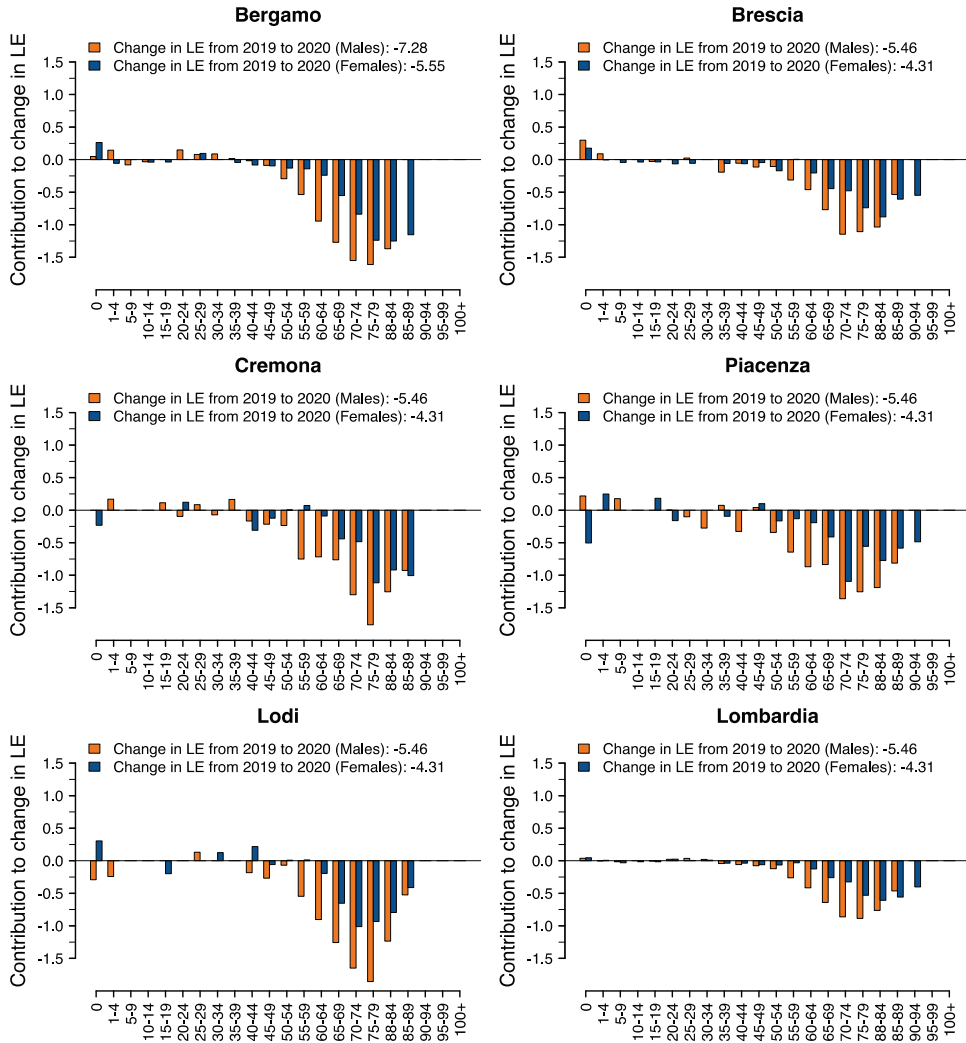 Bergamo
Contribution to change in LE
Change in LE from 2019 to 2020 (Males): -7.28
Change in LE from 2019 to 2020 (Females): -5.55
1.5
1.0
0.5
0.0
-0.5
-1.0
-1.5
0 1-4 5-9 10-14 15-19 20-24 25-29 30-34 35-39 40-44 45-49 50-54 55-59 60-64 65-69 70-74 75-79 88-84 85-89 90-94 95-99 100+
Brescia
Contribution to change in LE
Change in LE from 2019 to 2020 (Males): -5.46
Change in LE from 2019 to 2020 (Females): -4.31
1.5
1.0
0.5
0.0
-0.5
-1.0
-1.5
0 1-4 5-9 10-14 15-19 20-24 25-29 30-34 35-39 40-44 45-49 50-54 55-59 60-64 65-69 70-74 75-79 88-84 85-89 90-94 95-99 100+
Cremona
Contribution to change in LE
Change in LE from 2019 to 2020 (Males): -5.46
Change in LE from 2019 to 2020 (Females): -4.31
1.5
1.0
0.5
0.0
-0.5
-1.0
-1.5
0 1-4 5-9 10-14 15-19 20-24 25-29 30-34 35-39 40-44 45-49 50-54 55-59 60-64 65-69 70-74 75-79 88-84 85-89 90-94 95-99 100+
Piacenza
Contribution to change in LE
Change in LE from 2019 to 2020 (Males): -5.46
Change in LE from 2019 to 2020 (Females): -4.31
1.5
1.0
0.5
0.0
-0.5
-1.0
-1.5
0 1-4 5-9 10-14 15-19 20-24 25-29 30-34 35-39 40-44 45-49 50-54 55-59 60-64 65-69 70-74 75-79 88-84 85-89 90-94 95-99 100+
Lodi
Contribution to change in LE
Change in LE from 2019 to 2020 (Males): -5.46
Change in LE from 2019 to 2020 (Females): -4.31
1.5
1.0
0.5
0.0
-0.5
-1.0
-1.5
0 1-4 5-9 10-14 15-19 20-24 25-29 30-34 35-39 40-44 45-49 50-54 55-59 60-64 65-69 70-74 75-79 88-84 85-89 90-94 95-99 100+
Lombardia
Contribution to change in LE
Change in LE from 2019 to 2020 (Males): -5.46
Change in LE from 2019 to 2020 (Females): -4.31
1.5
1.0
0.5
0.0
-0.5
-1.0
-1.5
0 1-4 5-9 10-14 15-19 20-24 25-29 30-34 35-39 40-44 45-49 50-54 55-59 60-64 65-69 70-74 75-79 88-84 85-89 90-94 95-99 100+